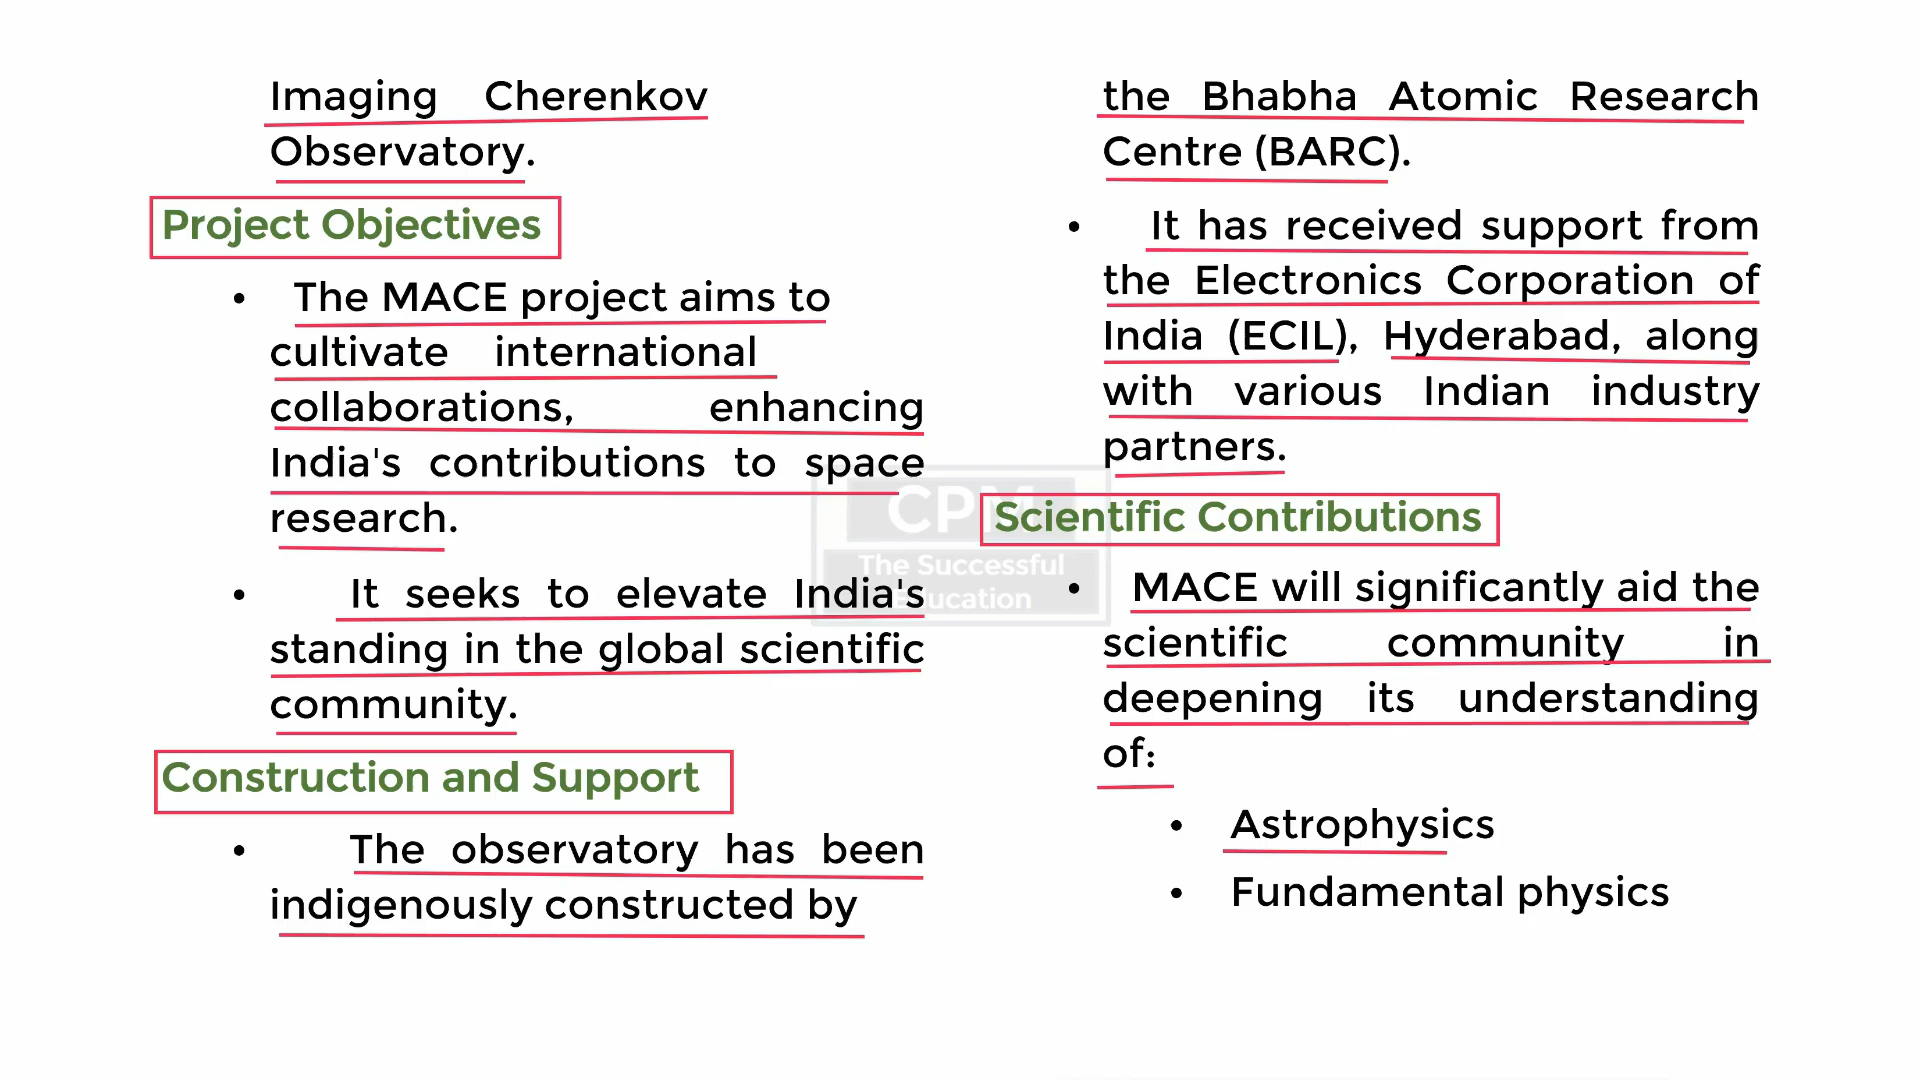 Imaging Cherenkov
Observatory.
Project Objectives
• The MACE project aims to
cultivate international
collaborations, enhancing
India's contributions to space
research.
• It seeks to elevate India's
standing in the global scientific
community.
Construction and Support
• The observatory has been
indigenously constructed by
the Bhabha Atomic Research
Centre (BARC).
• It has received support from
the Electronics Corporation of
India (ECIL), Hyderabad, along
with various Indian industry
partners.
Scientific Contributions
• MACE will significantly aid the
scientific community in
deepening its understanding
of:
• Astrophysics
• Fundamental physics
CPM
The Successful
Education